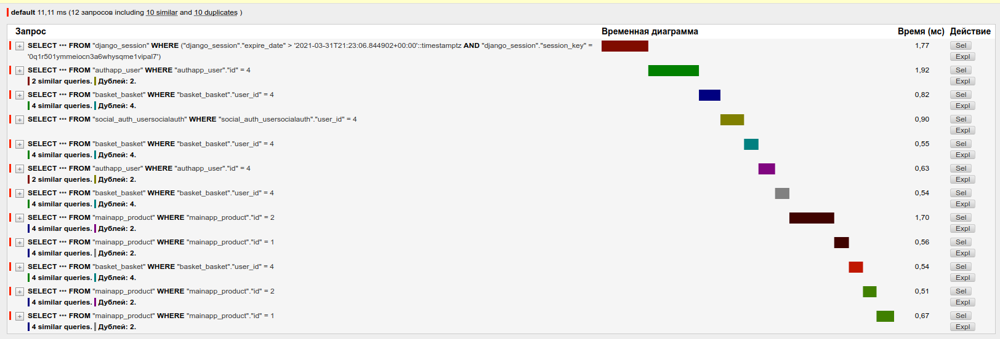 default 11,11 ms (12 запросов including 10 similar and 10 duplicates )
Запрос Временная диаграмма Время (мс) Действие
+ SELECT ••• FROM "django_session" WHERE ("django_session"."expire_date" > '2021-03-31T21:23:06.844902+00:00'::timestamptz AND "django_session"."session_key" = 1,77 Sel
'0q1r501ymmeiocn3a6whysqme1vipal7') Expl
+ SELECT ••• FROM "authapp_user" WHERE "authapp_user"."id" = 4 1,92 Sel
2 similar queries. Дублей: 2. Expl
+ SELECT ••• FROM "basket_basket" WHERE "basket_basket"."user_id" = 4 0,82 Sel
4 similar queries. Дублей: 4. Expl
+ SELECT ••• FROM "social_auth_usersocialauth" WHERE "social_auth_usersocialauth"."user_id" = 4 0,90 Sel
Expl
+ SELECT ••• FROM "basket_basket" WHERE "basket_basket"."user_id" = 4 0,55 Sel
4 similar queries. Дублей: 4. Expl
+ SELECT ••• FROM "authapp_user" WHERE "authapp_user"."id" = 4 0,63 Sel
2 similar queries. Дублей: 2. Expl
+ SELECT ••• FROM "basket_basket" WHERE "basket_basket"."user_id" = 4 0,54 Sel
4 similar queries. Дублей: 4. Expl
+ SELECT ••• FROM "mainapp_product" WHERE "mainapp_product"."id" = 2 1,70 Sel
4 similar queries. Дублей: 2. Expl
+ SELECT ••• FROM "mainapp_product" WHERE "mainapp_product"."id" = 1 0,56 Sel
4 similar queries. Дублей: 2. Expl
+ SELECT ••• FROM "basket_basket" WHERE "basket_basket"."user_id" = 4 0,54 Sel
4 similar queries. Дублей: 4. Expl
+ SELECT ••• FROM "mainapp_product" WHERE "mainapp_product"."id" = 2 0,51 Sel
4 similar queries. Дублей: 2. Expl
+ SELECT ••• FROM "mainapp_product" WHERE "mainapp_product"."id" = 1 0,67 Sel
4 similar queries. Дублей: 2. Expl